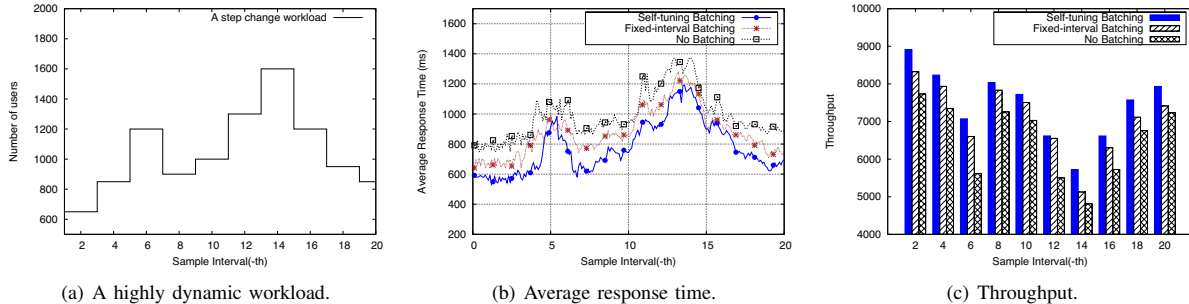 A step change workload
Number of users
2000
1800
1600
1400
1200
1000
800
600
2 4 6 8 10 12 14 16 18 20
Sample Interval(-th)
(a) A highly dynamic workload.
Self-tuning Batching
Fixed-interval Batching
No Batching
Average Response Time (ms)
1600
1400
1200
1000
800
600
400
200
0 5 10 15 20
Sample Interval(-th)
(b) Average response time.
Self-tuning Batching
Fixed-interval Batching
No Batching
Throughput
10000
9000
8000
7000
6000
5000
4000
2 4 6 8 10 12 14 16 18 20
Sample Interval(-th)
(c) Throughput.